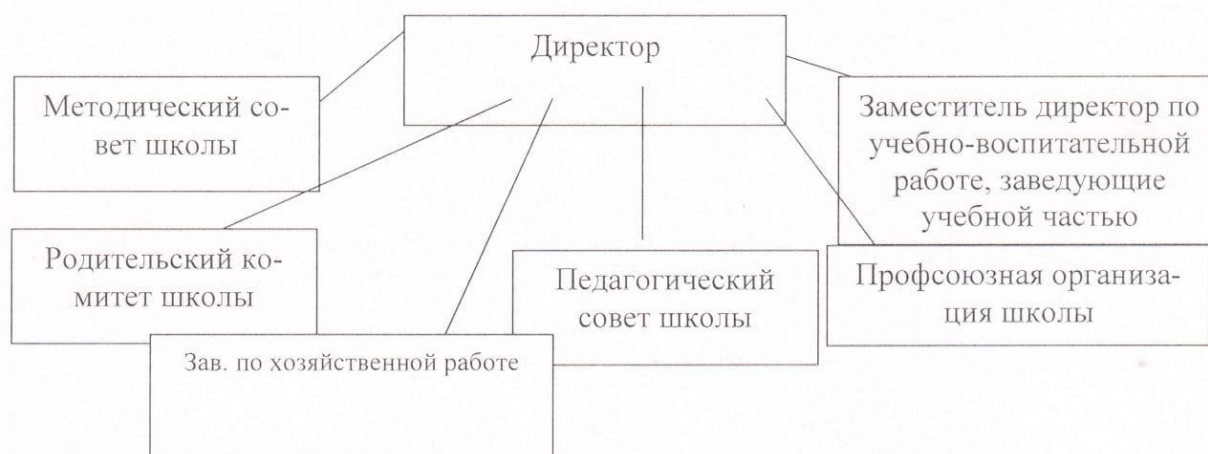 Директор
Методический со-
вет школы
Заместитель директор по
учебно-воспитательной
работе, заведующие
учебной частью
Родительский ко-
митет школы
Педагогический
совет школы
Профсоюзная организа-
ция школы
Зав. по хозяйственной работе